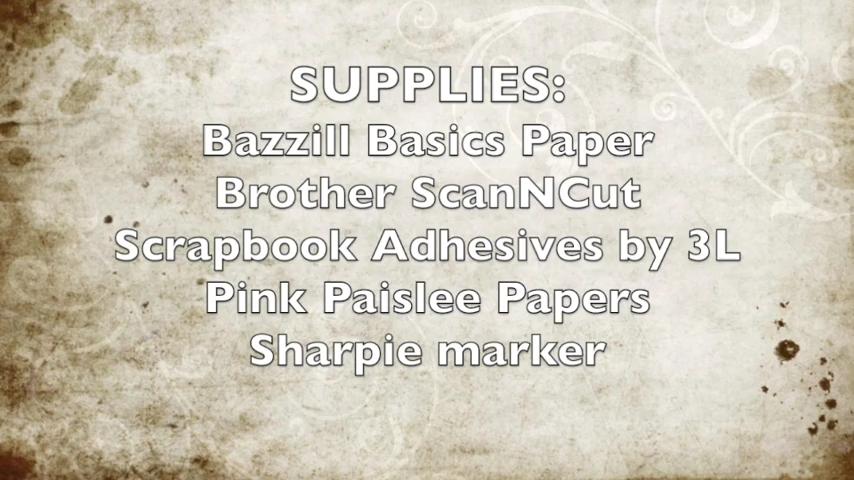 SUPPLIES:
Bazzill Basics Paper
Brother ScanNCut
Scrapbook Adhesives by 3L
Pink Paislee Papers
Sharpie marker